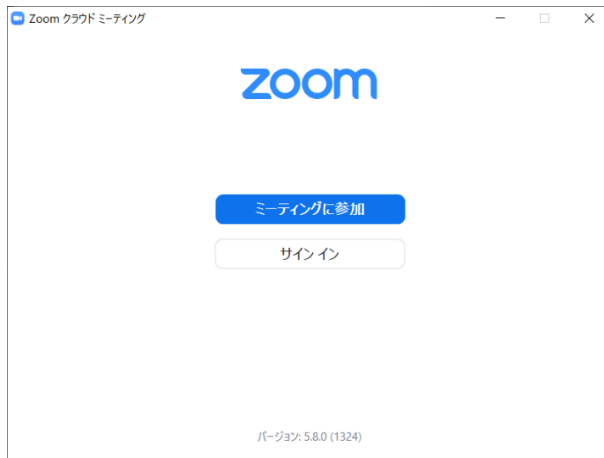 Zoom クラウド ミーティング
zoom
ミーティングに参加
サイン イン
バージョン: 5.8.0 (1324)